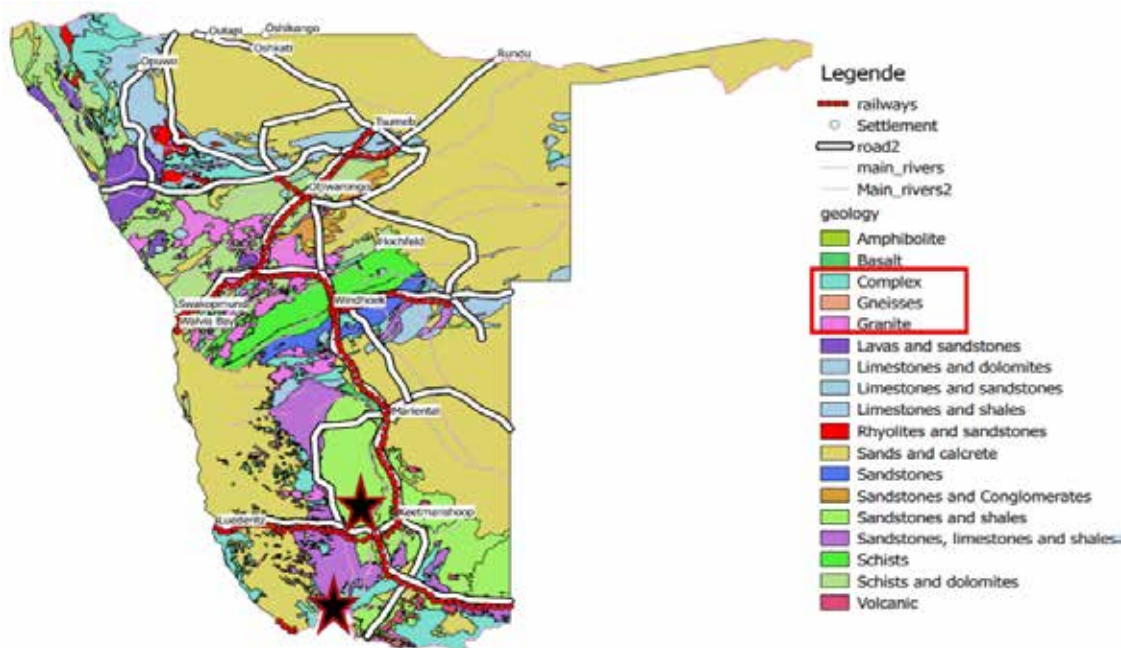 Outapi
Oshikango
Oshkati
Opuwo
Rundu
Tsumeb
Otjiwarongo
Hochfeld
Swakopmund
Windhoek
Walvis Bay
Mariental
Luederitz
Keetmanshoop
Legende
railways
Settlement
road2
main_rivers
Main_rivers2
geology
Amphibolite
Basalt
Complex
Gneisses
Granite
Lavas and sandstones
Limestones and dolomites
Limestones and sandstones
Limestones and shales
Rhyolites and sandstones
Sands and calcrete
Sandstones
Sandstones and Conglomerates
Sandstones and shales
Sandstones, limestones and shales
Schists
Schists and dolomites
Volcanic